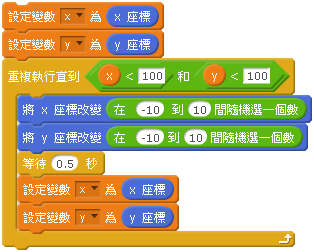 設定變數 x 為 x 座標
設定變數 y 為 y 座標
重複執行直到 x < 100 和 y < 100
將 x 座標改變 在 -10 到 10 間隨機選一個數
將 y 座標改變 在 -10 到 10 間隨機選一個數
等待 0.5 秒
設定變數 x 為 x 座標
設定變數 y 為 y 座標